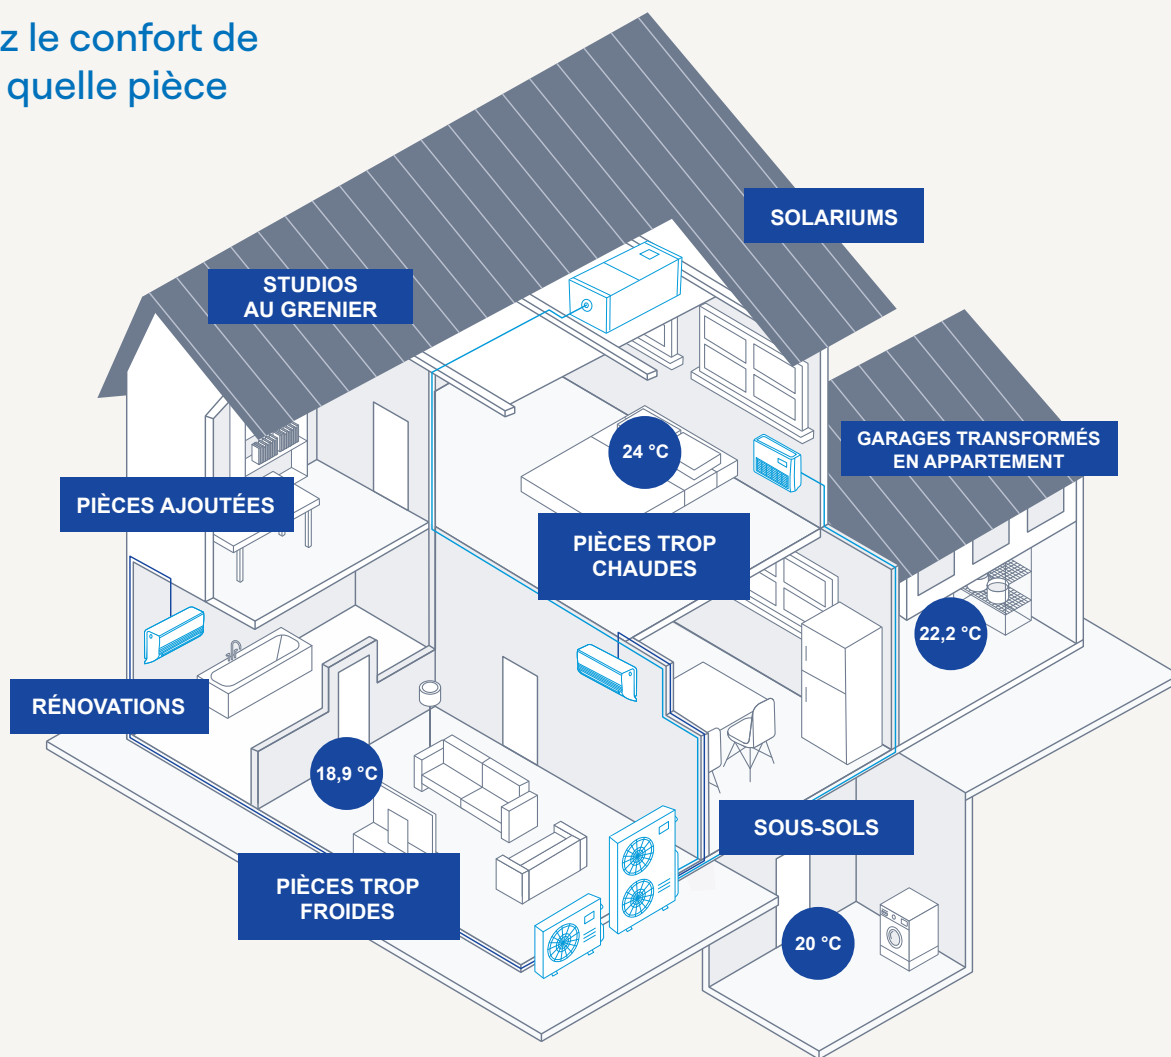 z le confort de
quelle pièce
SOLARIUMS
STUDIOS
AU GRENIER
24 °C
GARAGES TRANSFORMÉS
EN APPARTEMENT
PIÈCES AJOUTÉES
PIÈCES TROP
CHAUDES
22,2 °C
RÉNOVATIONS
18,9 °C
SOUS-SOLS
PIÈCES TROP
FROIDES
20 °C